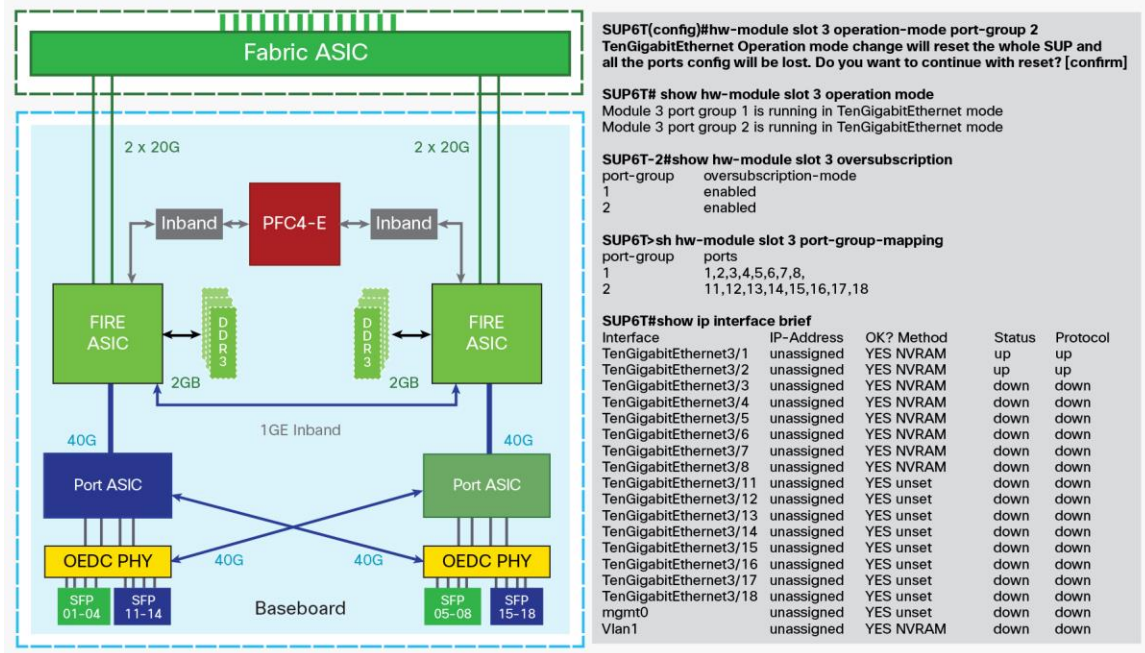 Fabric ASIC
2 x 20G
2 x 20G
Inband
PFC4-E
Inband
FIRE
ASIC
DDR3
DDR3
FIRE
ASIC
2GB
2GB
1GE Inband
40G
40G
Port ASIC
Port ASIC
OEDC PHY
40G
40G
OEDC PHY
SFP
01-04
SFP
11-14
Baseboard
SFP
05-08
SFP
15-18
SUP6T(config)#hw-module slot 3 operation-mode port-group 2
TenGigabitEthernet Operation mode change will reset the whole SUP and
all the ports config will be lost. Do you want to continue with reset? [confirm]
SUP6T# show hw-module slot 3 operation mode
Module 3 port group 1 is running in TenGigabitEthernet mode
Module 3 port group 2 is running in TenGigabitEthernet mode
SUP6T-2#show hw-module slot 3 oversubscription
port-group oversubscription-mode
1 enabled
2 enabled
SUP6T>sh hw-module slot 3 port-group-mapping
port-group ports
1 1,2,3,4,5,6,7,8,
2 11,12,13,14,15,16,17,18
SUP6T#show ip interface brief
Interface IP-Address OK? Method Status Protocol
TenGigabitEthernet3/1 unassigned YES NVRAM up up
TenGigabitEthernet3/2 unassigned YES NVRAM up up
TenGigabitEthernet3/3 unassigned YES NVRAM down down
TenGigabitEthernet3/4 unassigned YES NVRAM down down
TenGigabitEthernet3/5 unassigned YES NVRAM down down
TenGigabitEthernet3/6 unassigned YES NVRAM down down
TenGigabitEthernet3/7 unassigned YES NVRAM down down
TenGigabitEthernet3/8 unassigned YES NVRAM down down
TenGigabitEthernet3/11 unassigned YES unset down down
TenGigabitEthernet3/12 unassigned YES unset down down
TenGigabitEthernet3/13 unassigned YES unset down down
TenGigabitEthernet3/14 unassigned YES unset down down
TenGigabitEthernet3/15 unassigned YES unset down down
TenGigabitEthernet3/16 unassigned YES unset down down
TenGigabitEthernet3/17 unassigned YES unset down down
TenGigabitEthernet3/18 unassigned YES unset down down
mgmt0 unassigned YES unset down down
Vlan1 unassigned YES NVRAM down down